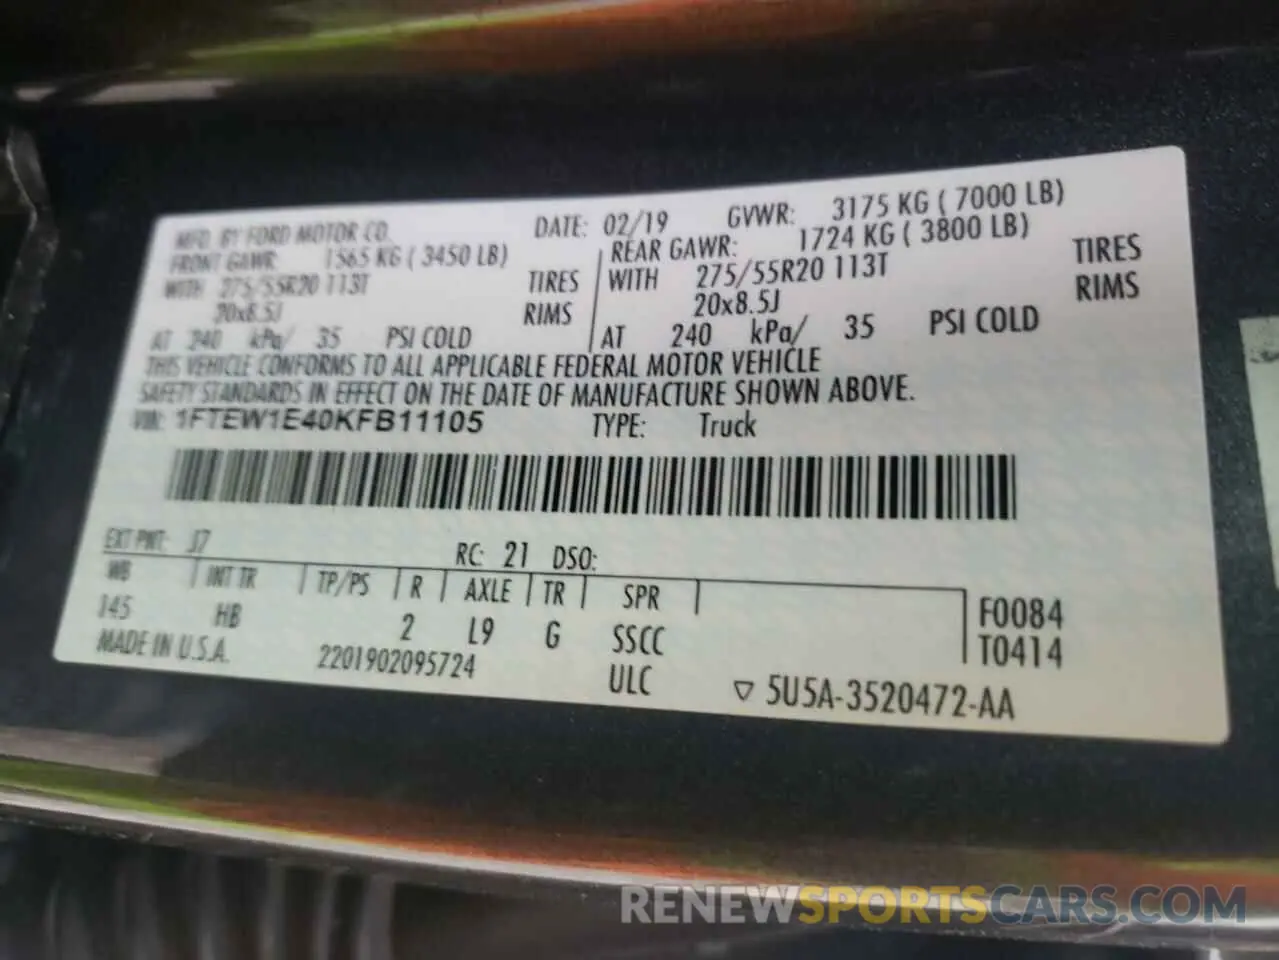 MFD. BY FORD MOTOR CO. DATE: 02/19 GVWR: 3175 KG ( 7000 LB)
FRONT GAWR: 1565 KG ( 3450 LB) REAR GAWR: 1724 KG ( 3800 LB)
WITH 275/55R20 113T TIRES WITH 275/55R20 113T TIRES
20x8.5J RIMS 20x8.5J RIMS
AT 240 kPa/ 35 PSI COLD AT 240 kPa/ 35 PSI COLD
THIS VEHICLE CONFORMS TO ALL APPLICABLE FEDERAL MOTOR VEHICLE
SAFETY STANDARDS IN EFFECT ON THE DATE OF MANUFACTURE SHOWN ABOVE.
VIN: 1FTEW1E40KFB11105 TYPE: Truck
EXT PNT: J7 RC: 21 DSO:
WB INT TR TP/PS R AXLE TR SPR
145 HB 2 L9 G SSCC
F0084
T0414
MADE IN U.S.A. 2201902095724 ULC ▽ 5U5A-3520472-AA
RENEWSPORTSCARS.COM